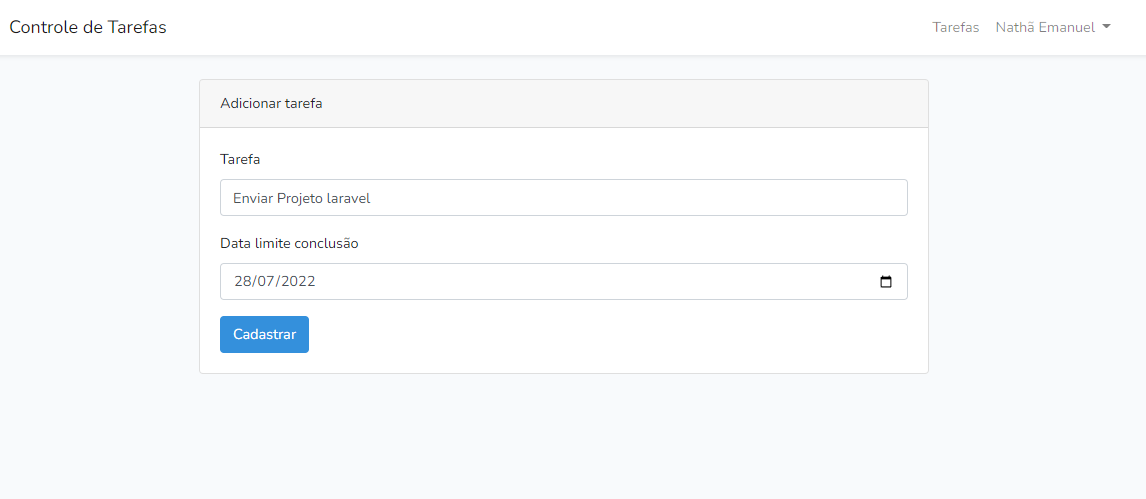 Controle de Tarefas
Tarefas
Nathã Emanuel
Adicionar tarefa
Tarefa
Enviar Projeto laravel
Data limite conclusão
28/07/2022
Cadastrar